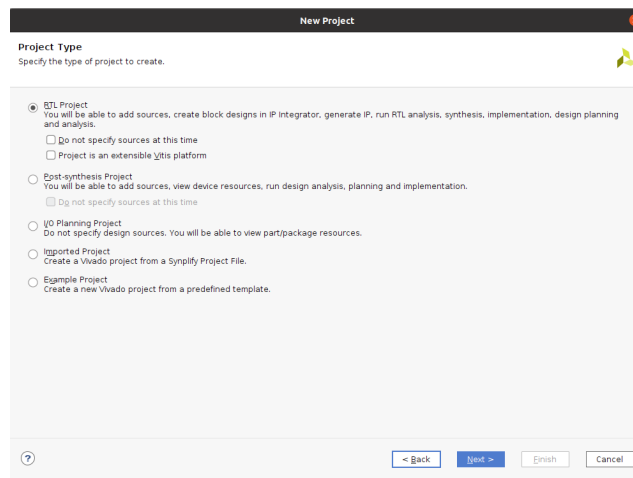 New Project
Project Type
Specify the type of project to create.
RTL Project
You will be able to add sources, create block designs in IP Integrator, generate IP, run RTL analysis, synthesis, implementation, design planning
and analysis.
Do not specify sources at this time
Project is an extensible Vitis platform
Post-synthesis Project
You will be able to add sources, view device resources, run design analysis, planning and implementation.
Do not specify sources at this time
I/O Planning Project
Do not specify design sources. You will be able to view part/package resources.
Imported Project
Create a Vivado project from a Synplify Project File.
Example Project
Create a new Vivado project from a predefined template.
? < Back Next > Finish Cancel